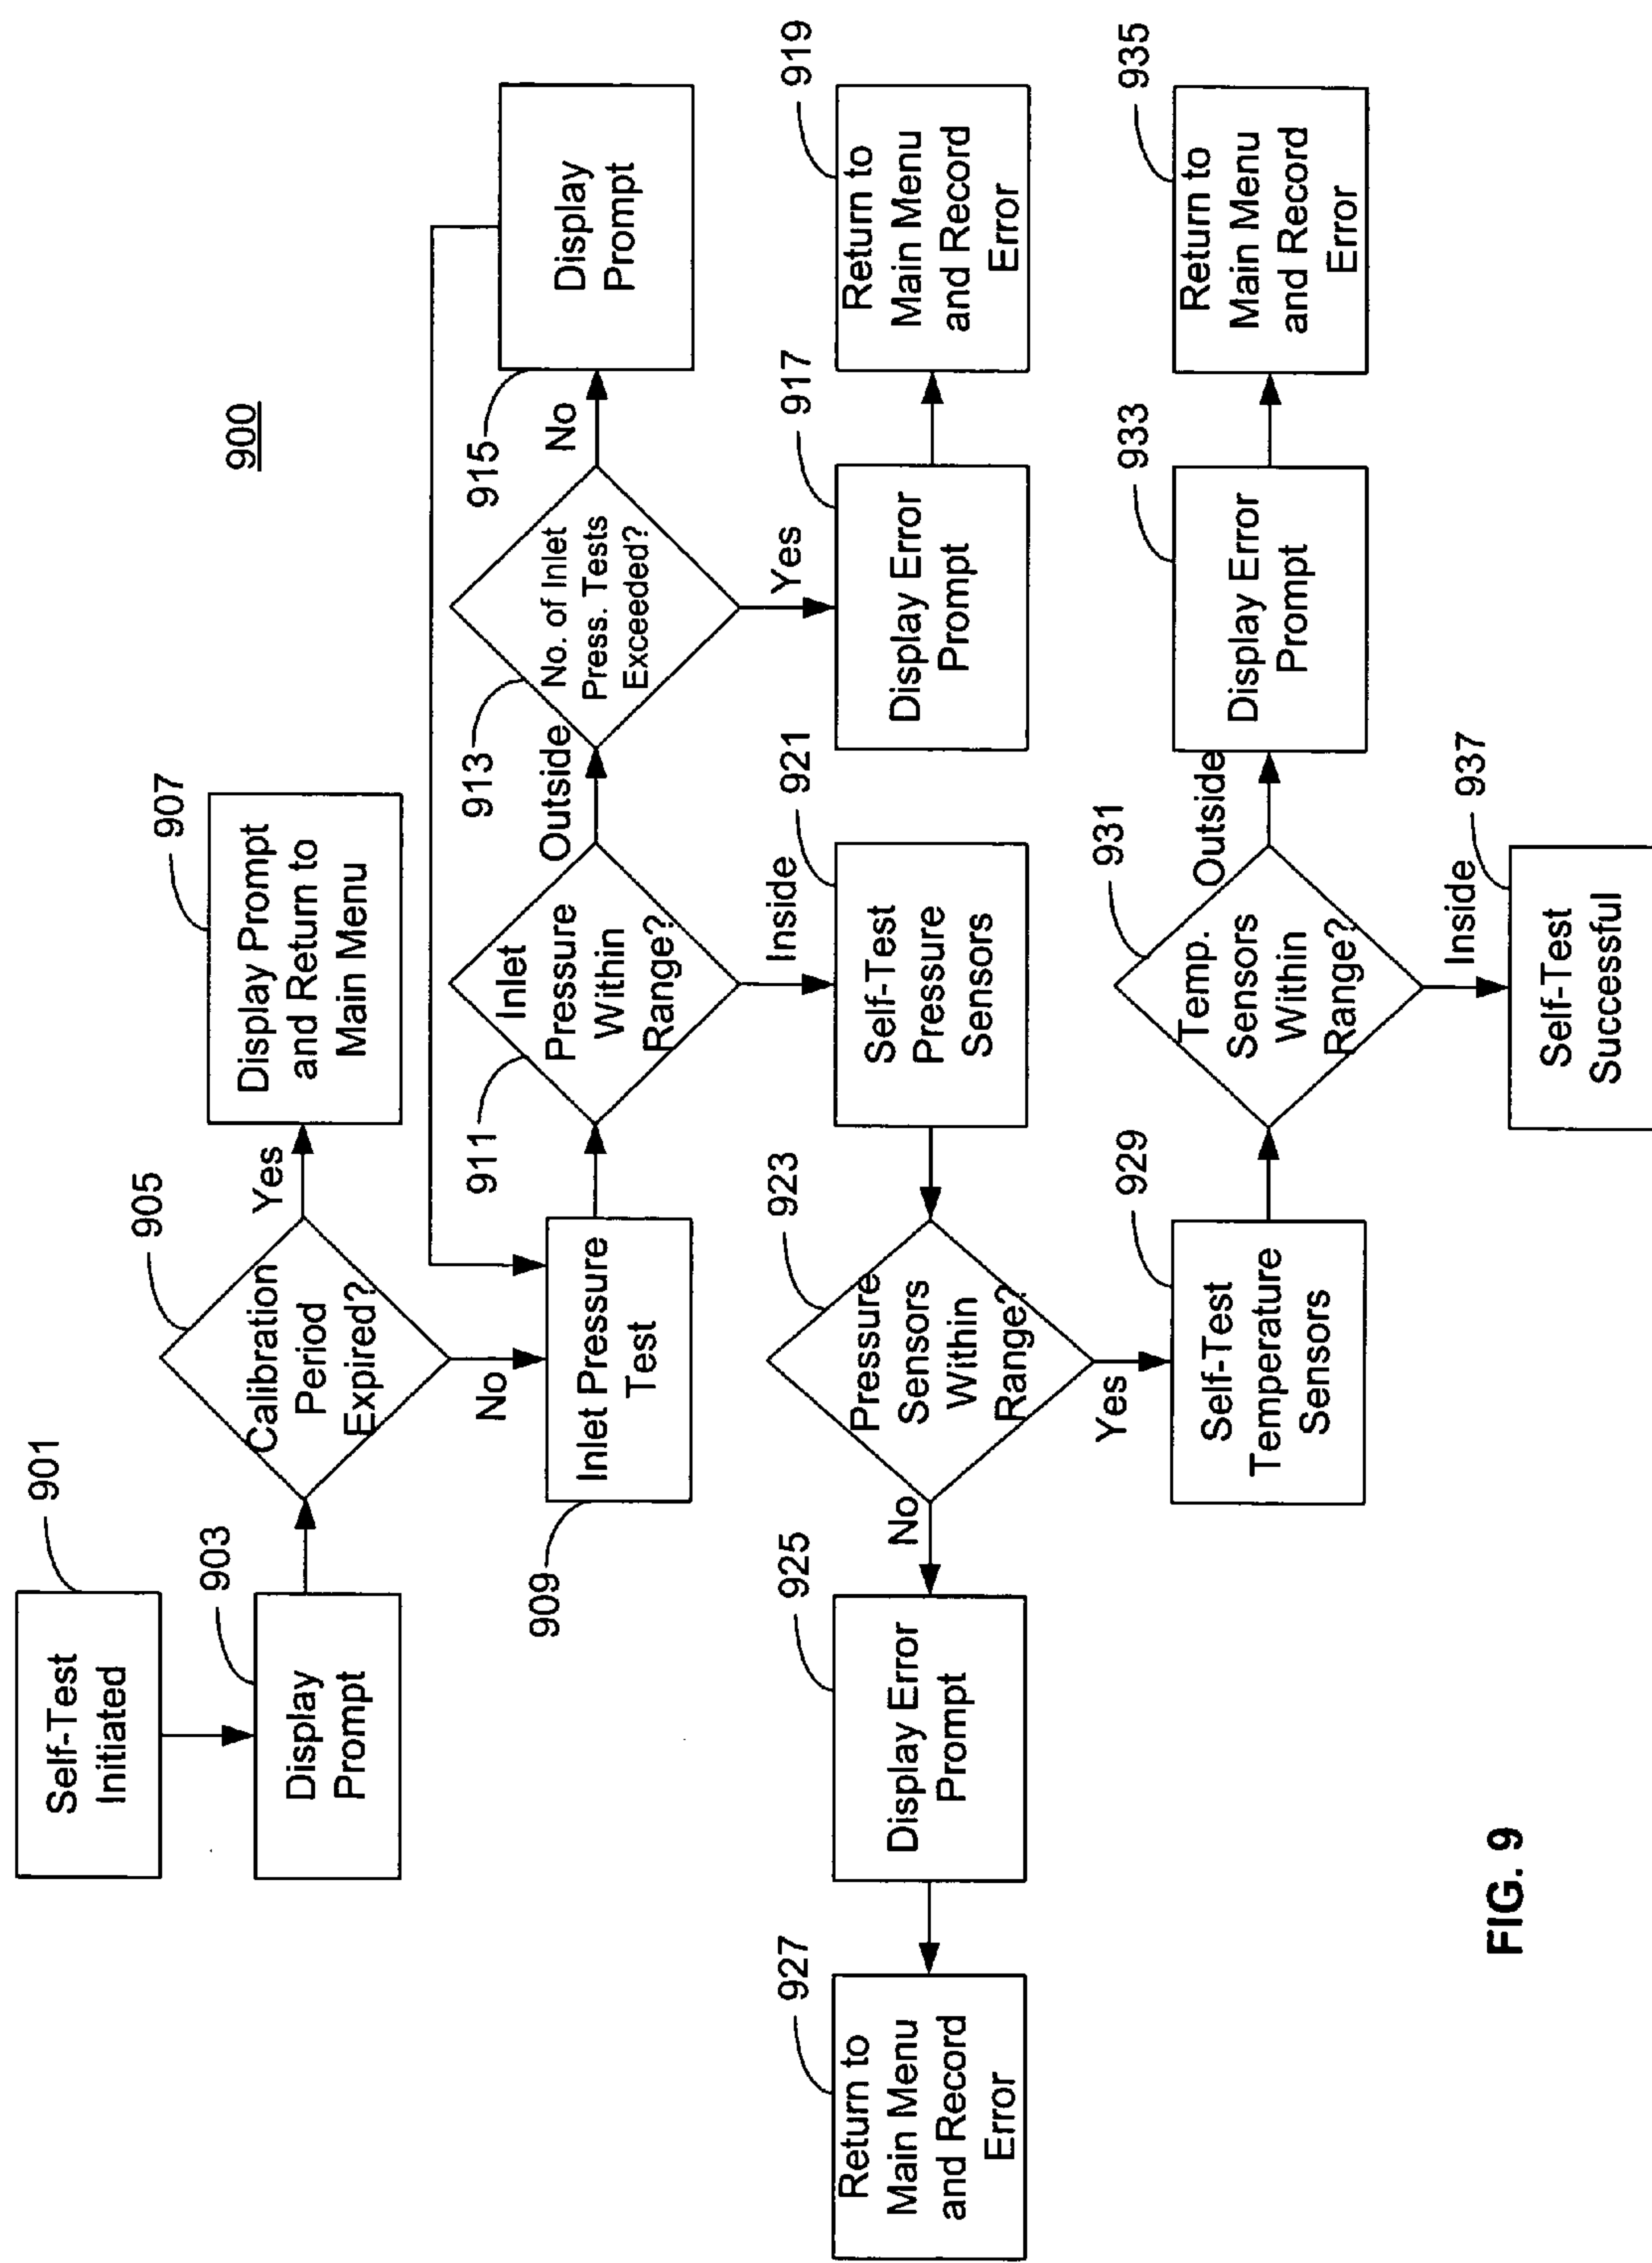 900
901
Self-Test
Initiated
903
Display
Prompt
905
Calibration
Period
Expired?
Yes
907
Display Prompt
and Return to
Main Menu
No
909
Inlet Pressure
Test
911
Inlet
Pressure
Within
Range?
Outside
913
No. of Inlet
Press. Tests
Exceeded?
No
915
Display
Prompt
Yes
917
Display Error
Prompt
919
Return to
Main Menu
and Record
Error
Inside
921
Self-Test
Pressure
Sensors
923
Pressure
Sensors
Within
Range?
No
925
Display Error
Prompt
927
Return to
Main Menu
and Record
Error
Yes
929
Self-Test
Temperature
Sensors
931
Temp.
Sensors
Within
Range?
Outside
933
Display Error
Prompt
935
Return to
Main Menu
and Record
Error
Inside
937
Self-Test
Successful
FIG. 9